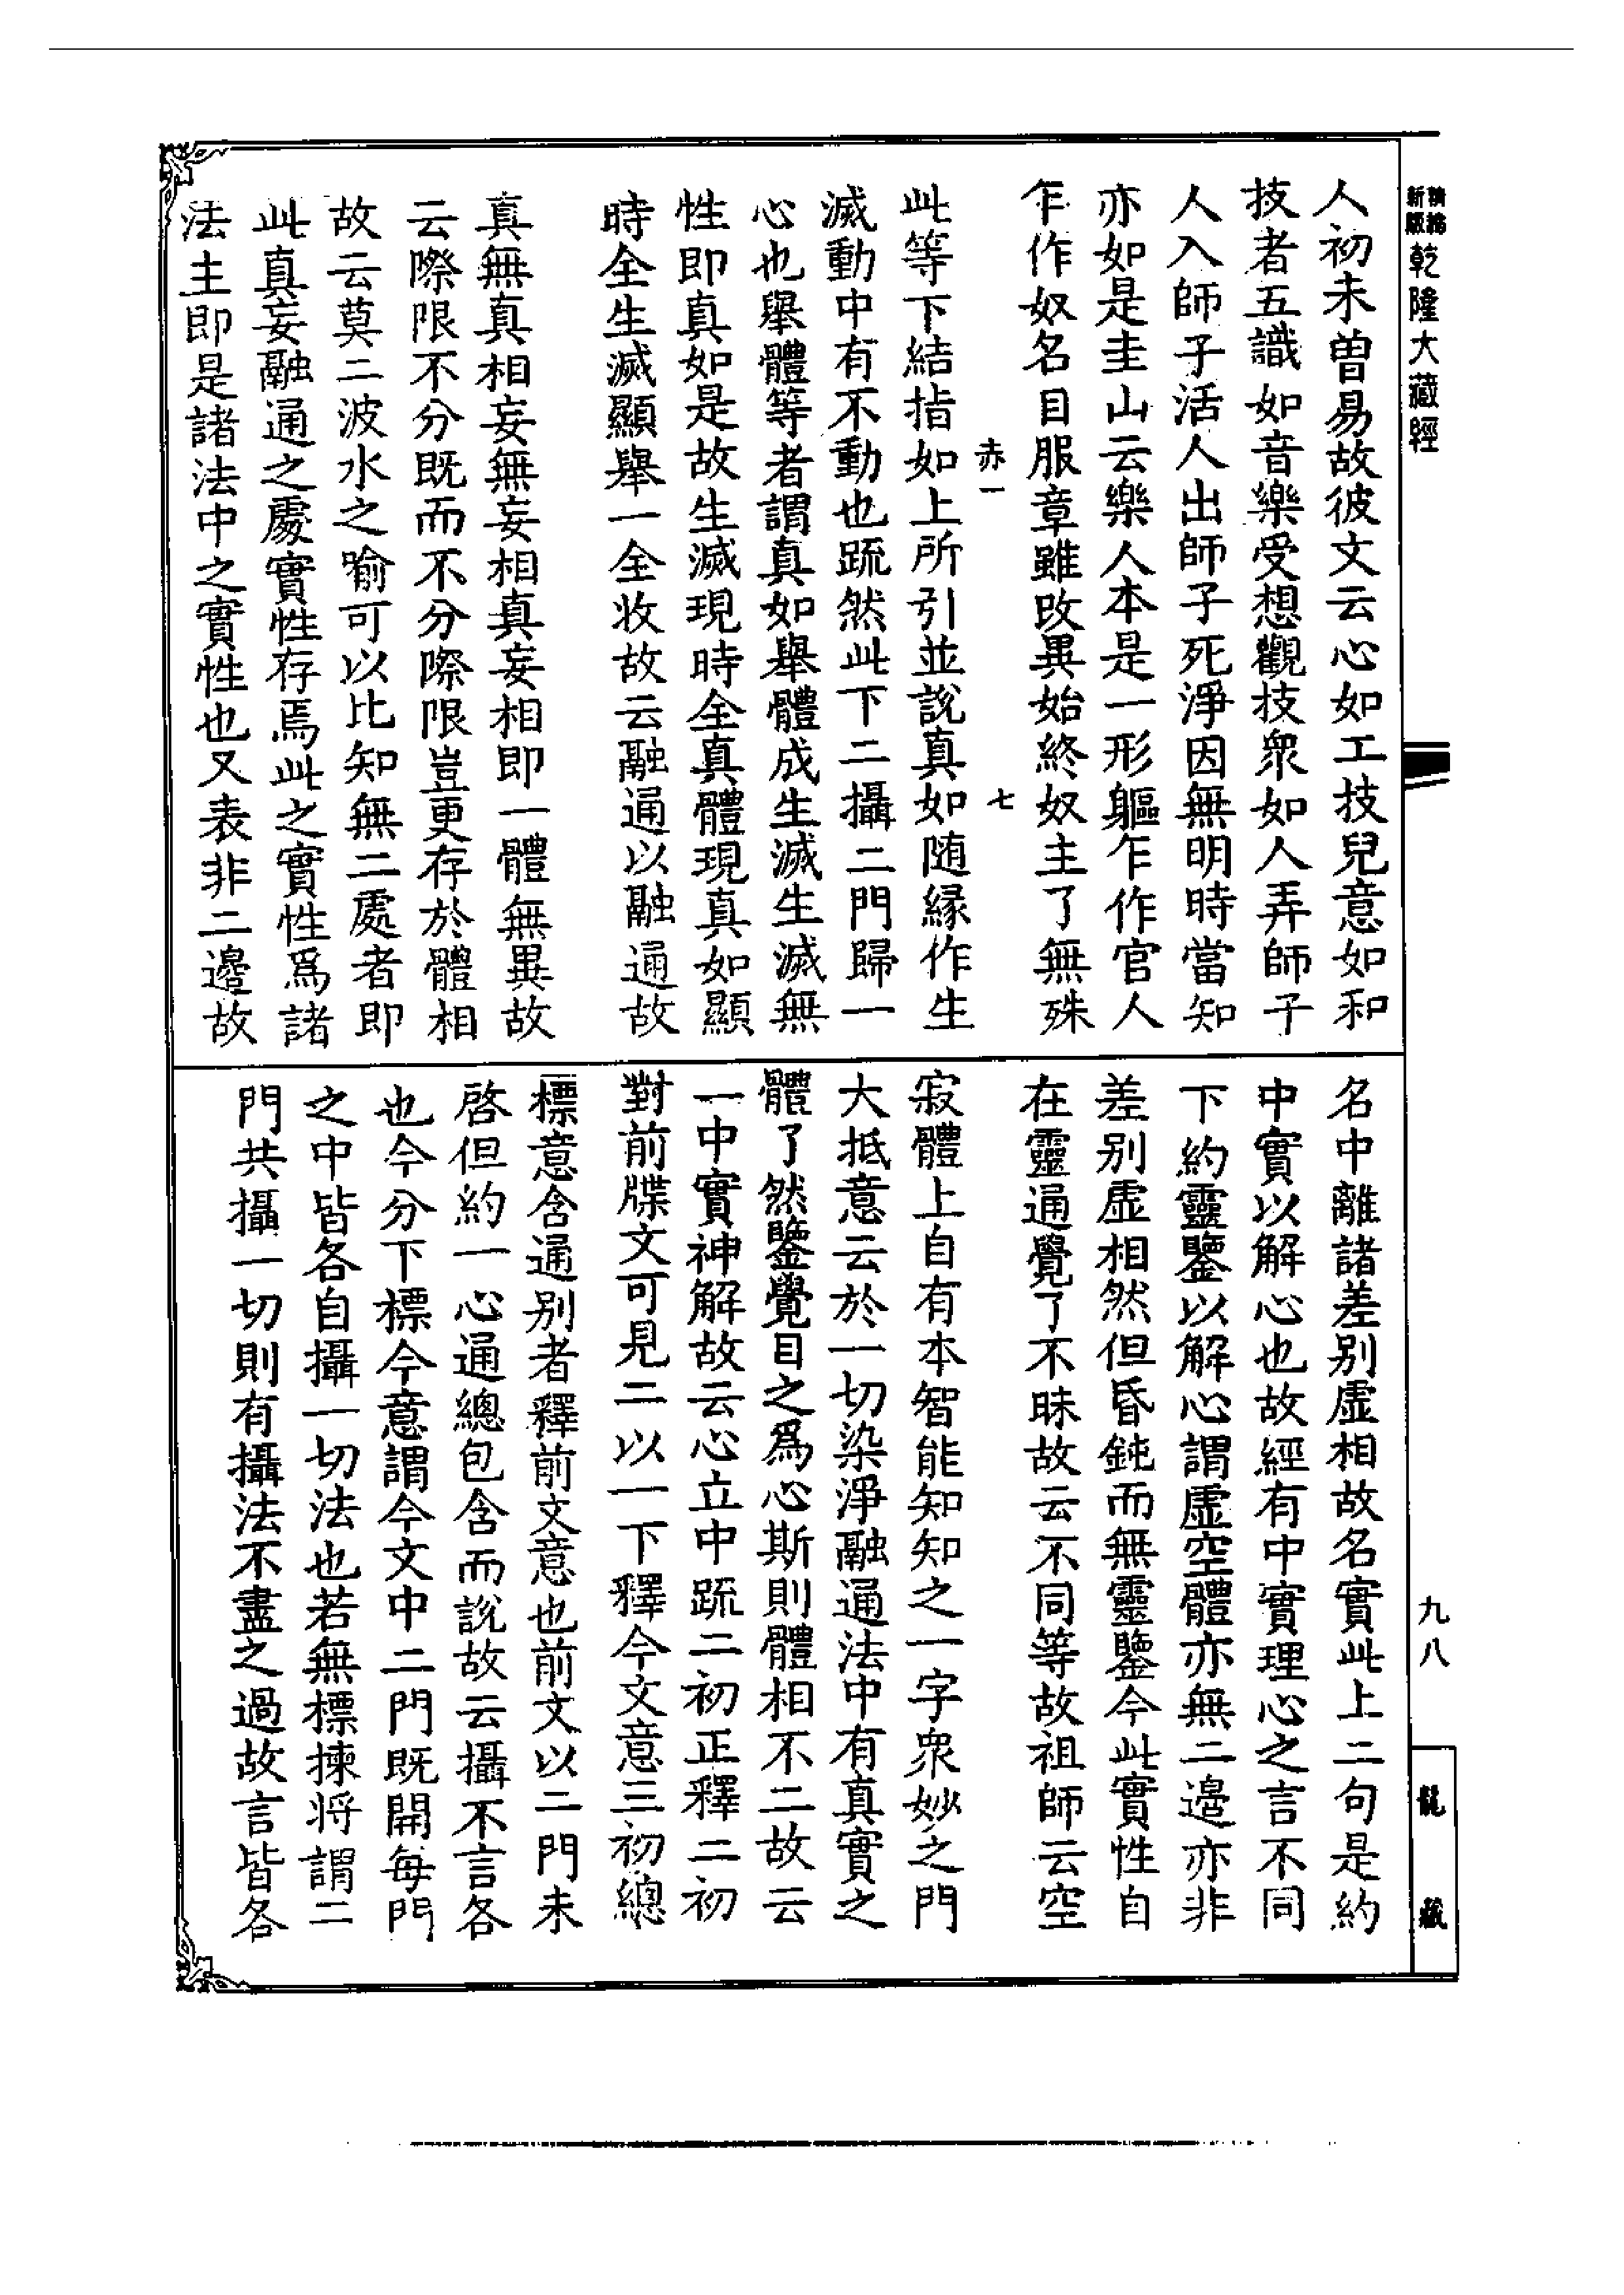 新版
精縮
乾隆大藏經
人初未曾易故彼文云心如工技兒意如和
技者五識如音樂受想觀技衆如人弄師子
人入師子活人出師子死淨因無明時當知
亦如是圭山云樂人本是一形軀乍作官人
乍作奴名目服章雖改異始終奴主了無殊
赤一 七
此等下結指如上所引並說真如随緣作生
滅動中有不動也䟽然此下二攝二門歸一
心也舉體等者謂真如舉體成生滅生滅無
性即真如是故生滅現時全真體現真如顯
時全生滅顯舉一全收故云融通以融通故
真無真相妄無妄相真妄相即一體無異故
云際限不分既而不分際限豈更存於體相
故云莫二波水之喻可以比知無二處者即
此真妄融通之處實性存焉此之實性爲諸
法主即是諸法中之實性也又表非二邊故
名中離諸差别虛相故名實此上二句是約
中實以解心也故經有中實理心之言不同
下約靈鑒以解心謂虛空體亦無二邊亦非
差别虛相然但昏鈍而無靈鑒今此實性自
在靈通覺了不昧故云不同等故祖師云空
寂體上自有本智能知知之一字衆妙之門
大抵意云於一切染淨融通法中有真實之
體了然鑒覺目之爲心斯則體相不二故云
一中實神解故云心立中䟽二初正釋二初
對前牒文可見二以一下釋今文意三初總
標意含通别者釋前文意也前文以二門未
啓但約一心通總包含而說故云攝不言各
也今分下標今意謂今文中二門既開每門
之中皆各自攝一切法也若無標揀將謂二
門共攝一切則有攝法不盡之過故言皆各
九八
龍藏